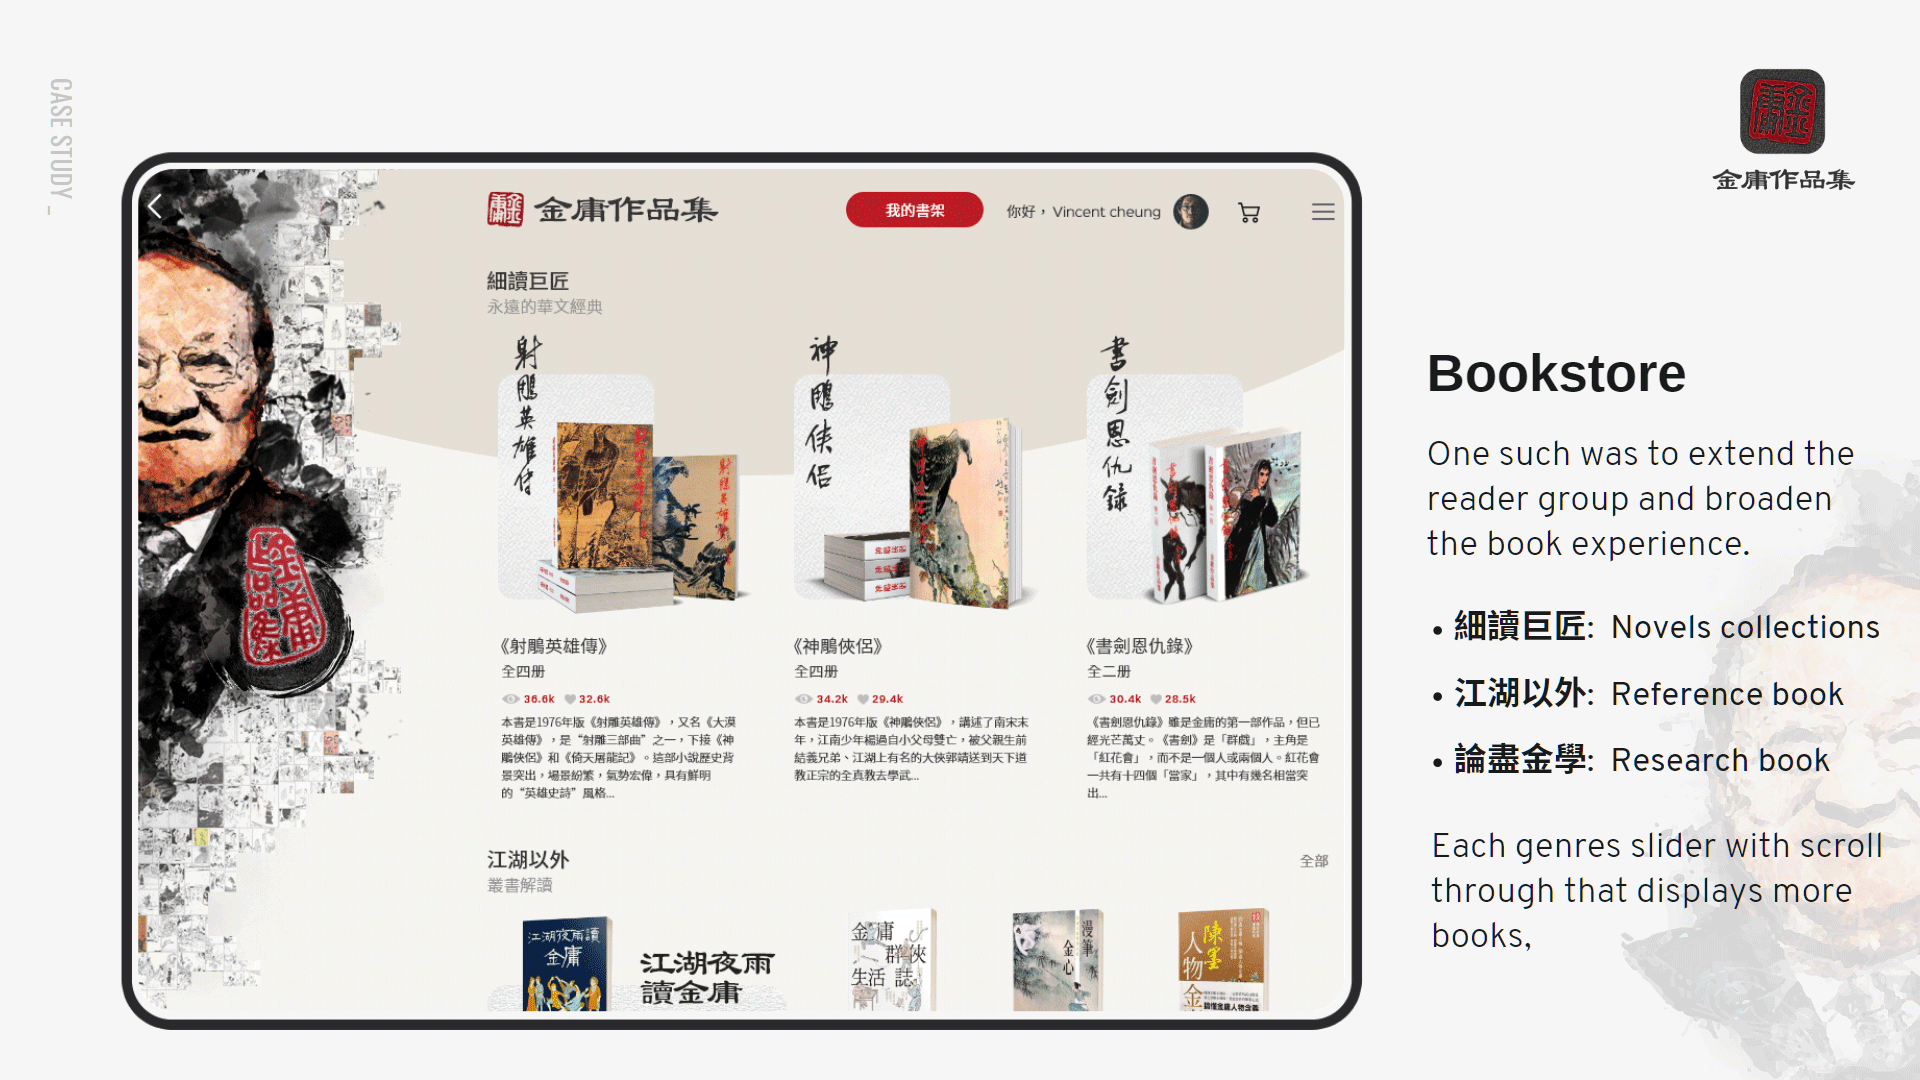 CASE STUDY _
金庸作品集
金庸作品集
我的書架
你好，Vincent cheung
細讀巨匠
永遠的華文經典
射鵰英雄傳
神鵰俠侶
書劍恩仇錄
《射鵰英雄傳》
全四册
36.6k 32.6k
本書是1976年版《射雕英雄傳》，又名《大漠
英雄傳》，是“射雕三部曲”之一，下接《神
鵰俠侶》和《倚天屠龍記》。這部小說歷史背
景突出，場景紛繁，氣勢宏偉，具有鮮明
的“英雄史詩”風格...
《神鵰俠侶》
全四册
34.2k 29.4k
本書是1976年版《神鵰俠侶》，講述了南宋末
年，江南少年楊過自小父母雙亡，被父親生前
結義兄弟、江湖上有名的大俠郭靖送到天下道
教正宗的全真教去學武...
《書劍恩仇錄》
全二册
30.4k 28.5k
《書劍恩仇錄》雖是金庸的第一部作品，但已
經光芒萬丈。《書劍》是「群戲」，主角是
「紅花會」，而不是一個人或兩個人。紅花會
一共有十四個「當家」，其中有幾名相當突
出...
江湖以外
叢書解讀
全部
江湖夜雨讀
金庸
江湖夜雨
讀金庸
金庸
群俠
生活誌
漫筆
金心
陳墨
人物金
Bookstore
One such was to extend the
reader group and broaden
the book experience.
• 細讀巨匠: Novels collections
• 江湖以外: Reference book
• 論盡金學: Research book
Each genres slider with scroll
through that displays more
books,